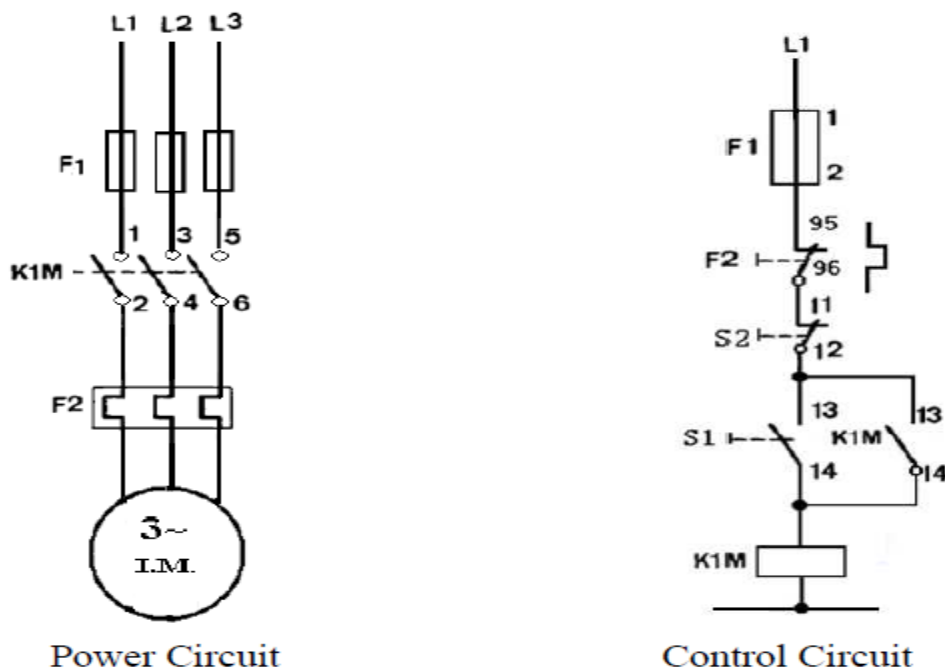 L1 L2 L3
F1
1 3 5
K1M
2 4 6
F2
3~
I.M.
Power Circuit
L1
1
F1
2
95
F2
96
11
S2
12
13
13
S1
K1M
14
14
K1M
Control Circuit